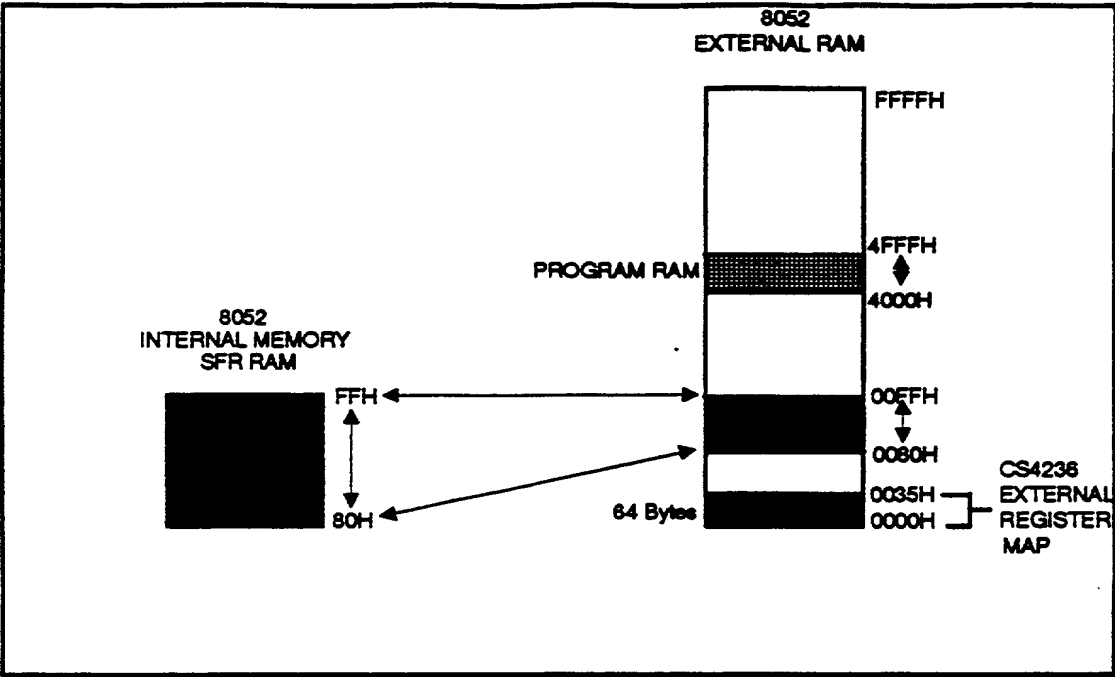 8052
EXTERNAL RAM
FFFFH
4FFFH
PROGRAM RAM
4000H
8052
INTERNAL MEMORY
SFR RAM
FFH
00FFH
0080H
CS4236
0035H
EXTERNAL
64 Bytes
80H
0000H
REGISTER
MAP